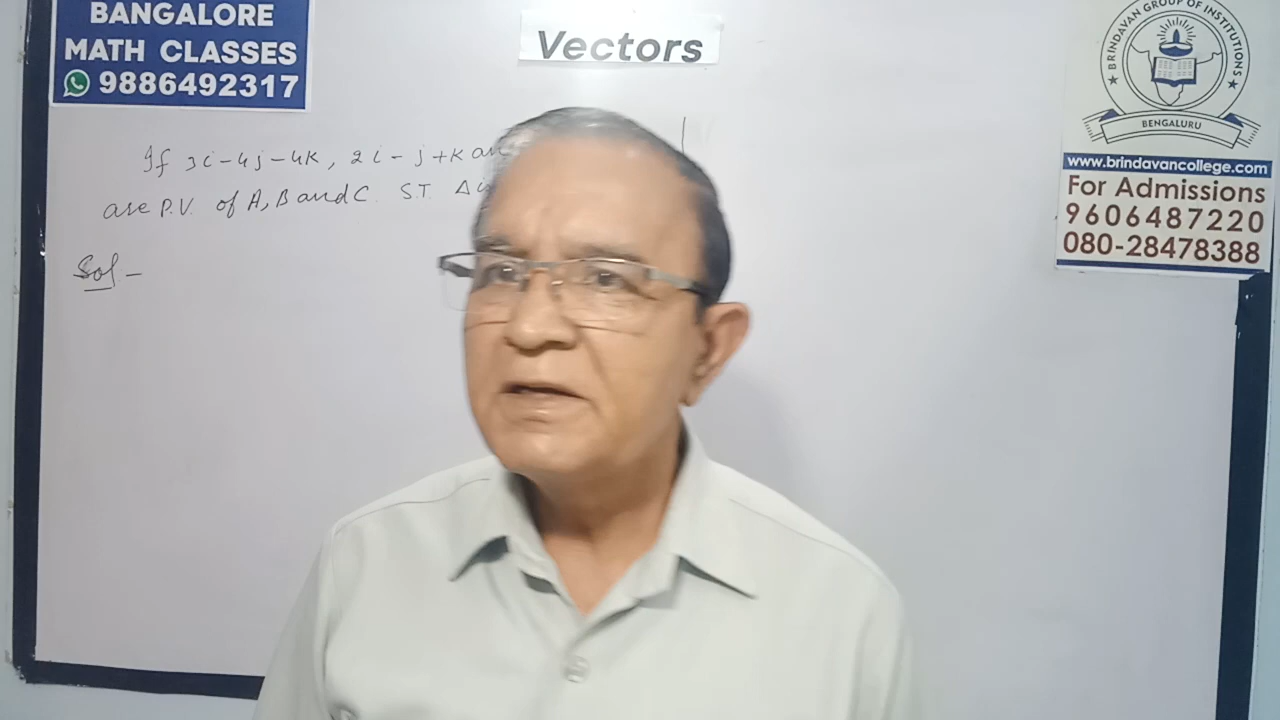 BANGALORE
MATH CLASSES
9886492317
Vectors
BRINDAVAN GROUP OF INSTITUTIONS
BENGALURU
www.brindavancollege.com
For Admissions
9606487220
080-28478388
If 3i-4j-4k, 2i-j+k
are P.V. of A, B and C. S.T. Δ
Sol-